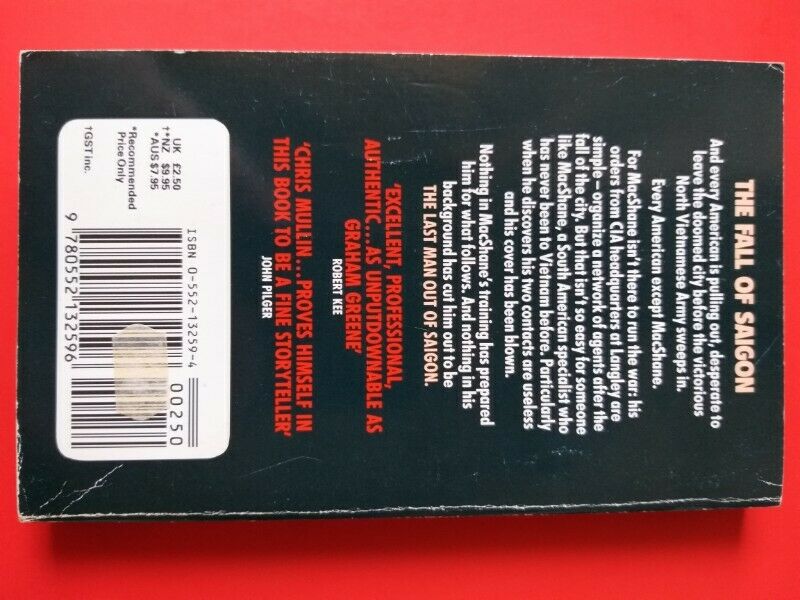 THE FALL OF SAIGON
And every American is pulling out, desperate to
leave the doomed city before the victorious
North Vietnamese Army sweeps in.
Every American except MacShane.
For MacShane isn't there to run the war: his
orders from CIA headquarters at Langley are
simple – organize a network of agents after the
fall of the city. But that isn't so easy for someone
like MacShane, a South American specialist who
has never been to Vietnam before. Particularly
when he discovers his two contacts are useless
and his cover has been blown.
Nothing in MacShane's training has prepared
him for what follows. And nothing in his
background has cut him out to be
THE LAST MAN OUT OF SAIGON.
'EXCELLENT, PROFESSIONAL,
AUTHENTIC... AS UNPUTDOWNABLE AS
GRAHAM GREENE'
ROBERT KEE
'CHRIS MULLIN... PROVES HIMSELF IN
THIS BOOK TO BE A FINE STORYTELLER'
JOHN PILGER
UK £2.50
†*NZ $9.95
*AUS $7.95
*Recommended
Price Only
†GST inc.
ISBN 0-552-13259-4
00250
9 780552 132596